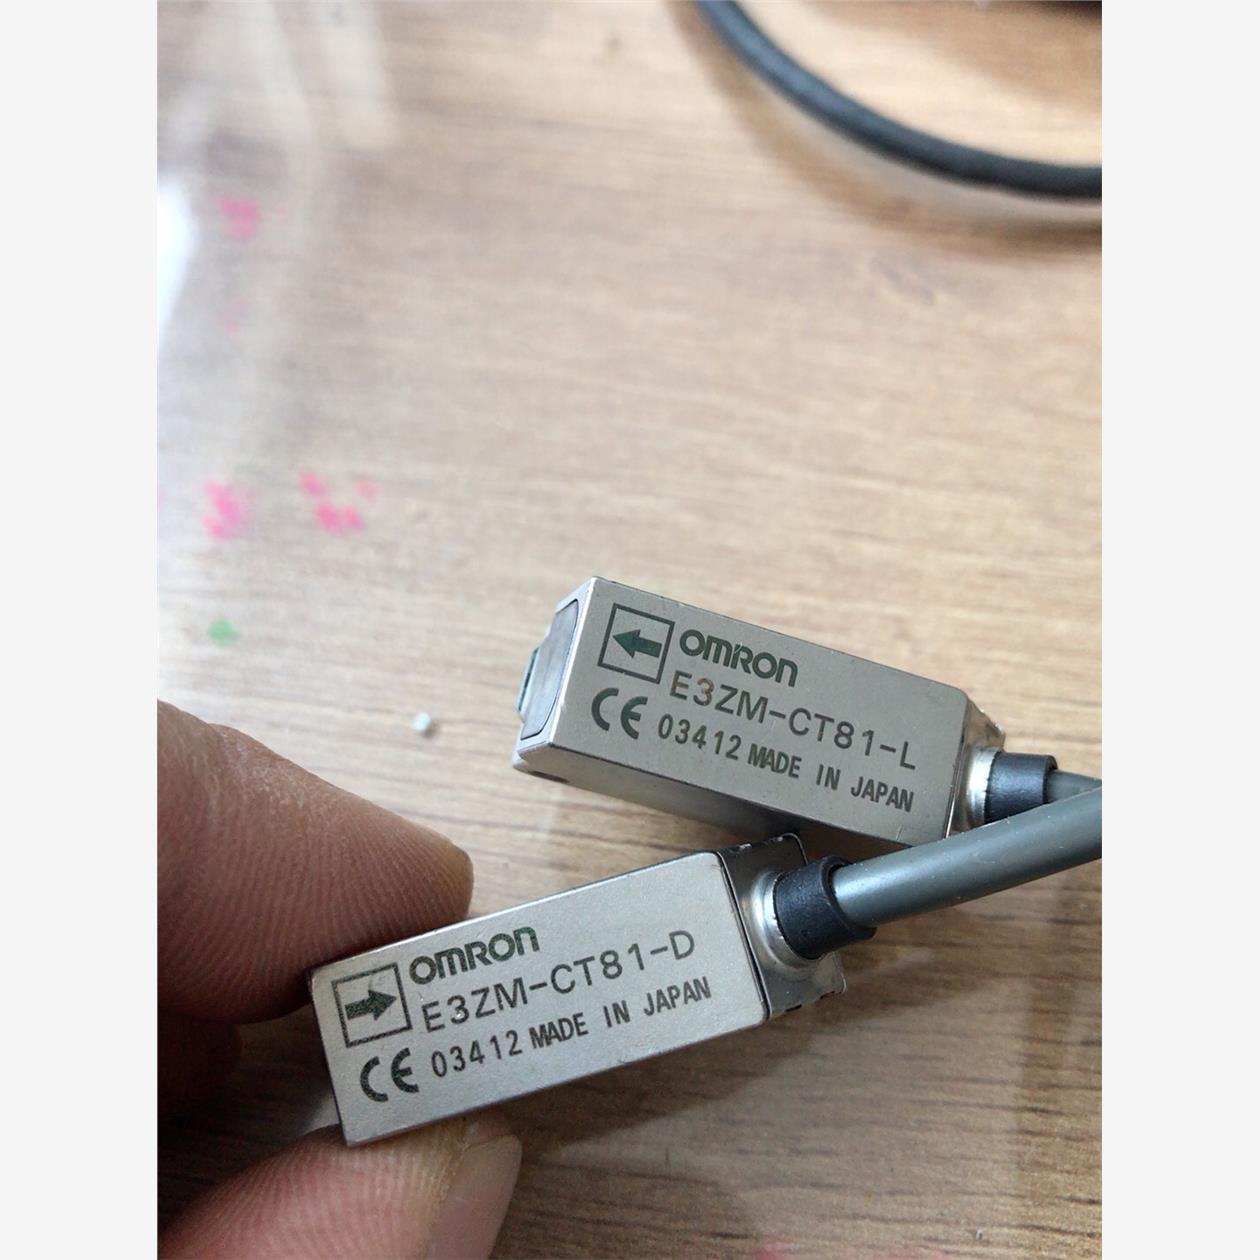 OMRON
E3ZM-CT81-L
CE 03412 MADE IN JAPAN
OMRON
E3ZM-CT81-D
CE 03412 MADE IN JAPAN